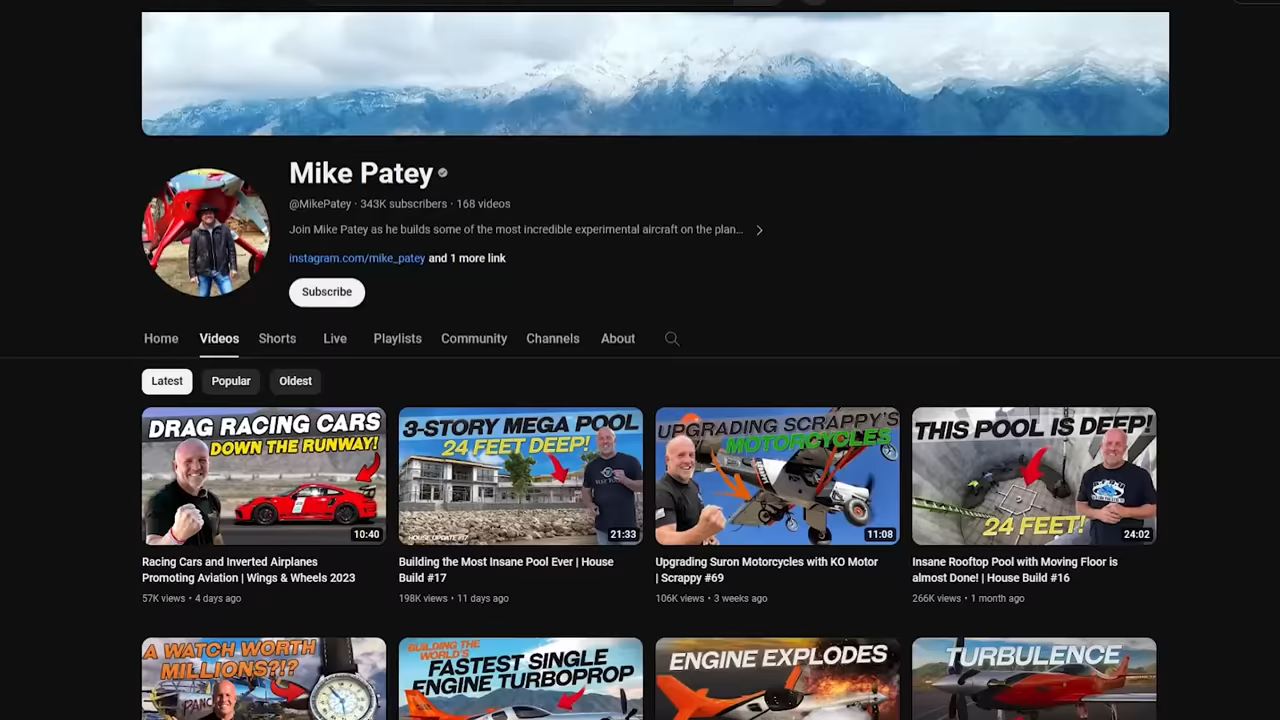 Mike Patey
@MikePatey · 343K subscribers · 168 videos
Join Mike Patey as he builds some of the most incredible experimental aircraft on the plan...
instagram.com/mike_patey and 1 more link
Subscribe
Home Videos Shorts Live Playlists Community Channels About
Latest Popular Oldest
DRAG RACING CARS
DOWN THE RUNWAY!
10:40
3-STORY MEGA POOL
24 FEET DEEP!
HOUSE UPDATE #17
21:33
UPGRADING SCRAPPY'S
MOTORCYCLES
11:08
THIS POOL IS DEEP!
24 FEET!
24:02
Racing Cars and Inverted Airplanes
Promoting Aviation | Wings & Wheels 2023
57K views • 4 days ago
Building the Most Insane Pool Ever | House
Build #17
198K views • 11 days ago
Upgrading Suron Motorcycles with KO Motor
| Scrappy #69
106K views • 3 weeks ago
Insane Rooftop Pool with Moving Floor is
almost Done! | House Build #16
266K views • 1 month ago
A WATCH WORTH
MILLIONS?!?
BUILDING THE
WORLD'S
FASTEST SINGLE
ENGINE TURBOPROP
ENGINE EXPLODES
TURBULENCE